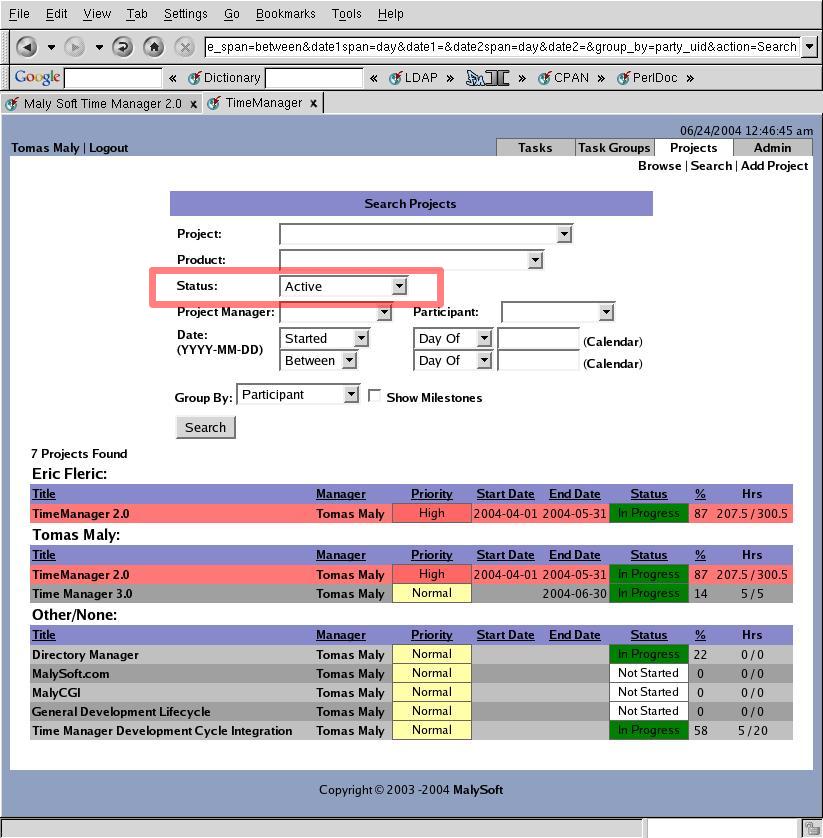 File Edit View Tab Settings Go Bookmarks Tools Help
e_span=between&date1span=day&date1=&date2span=day&date2=&group_by=party_uid&action=Search
Google « Dictionary « LDAP » » CPAN » PerlDoc »
Maly Soft Time Manager 2.0 x TimeManager x
06/24/2004 12:46:45 am
Tomas Maly | Logout Tasks Task Groups Projects Admin
Browse | Search | Add Project
Search Projects
Project:
Product:
Status: Active
Project Manager: Participant:
Date: Started Day Of (Calendar)
(YYYY-MM-DD) Between Day Of (Calendar)
Group By: Participant Show Milestones
Search
7 Projects Found
Eric Fleric:
Title Manager Priority Start Date End Date Status % Hrs
TimeManager 2.0 Tomas Maly High 2004-04-01 2004-05-31 In Progress 87 207.5/300.5
Tomas Maly:
Title Manager Priority Start Date End Date Status % Hrs
TimeManager 2.0 Tomas Maly High 2004-04-01 2004-05-31 In Progress 87 207.5/300.5
Time Manager 3.0 Tomas Maly Normal 2004-06-30 In Progress 14 5/5
Other/None:
Title Manager Priority Start Date End Date Status % Hrs
Directory Manager Tomas Maly Normal In Progress 22 0/0
MalySoft.com Tomas Maly Normal Not Started 0 0/0
MalyCGI Tomas Maly Normal Not Started 0 0/0
General Development Lifecycle Tomas Maly Normal Not Started 0 0/0
Time Manager Development Cycle Integration Tomas Maly Normal In Progress 58 5/20
Copyright © 2003 -2004 MalySoft